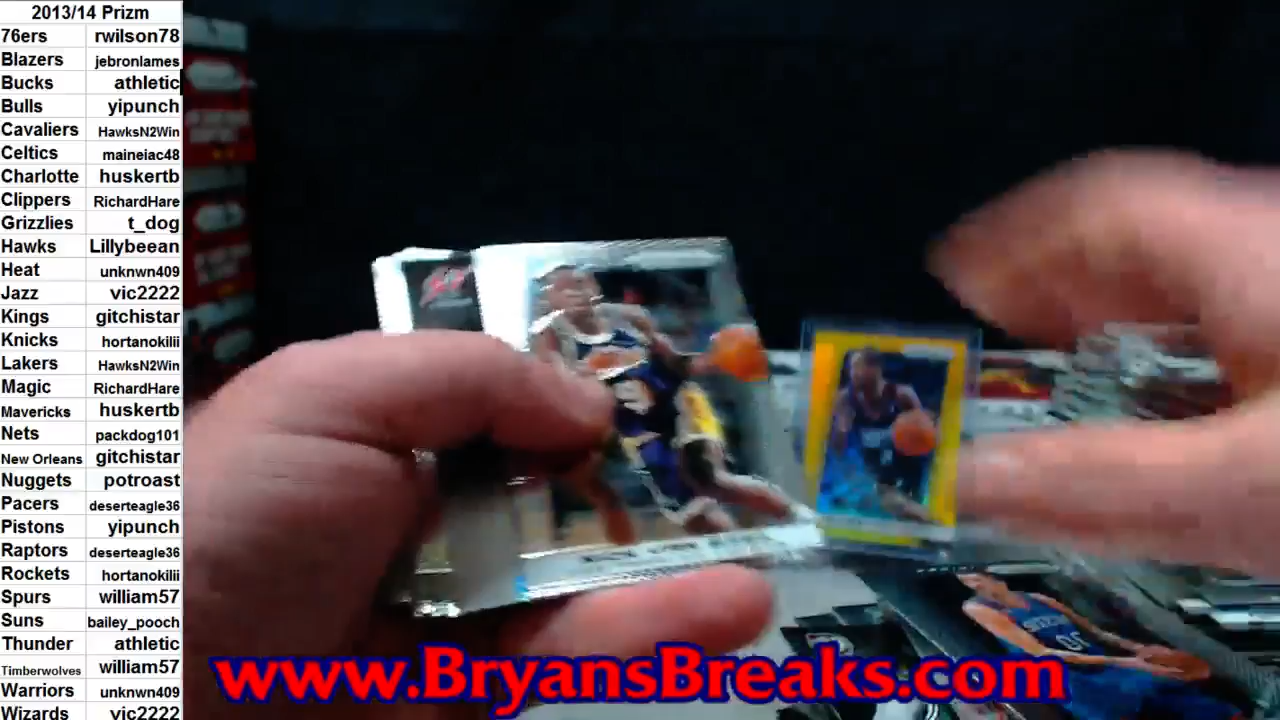 2013/14 Prizm
76ers rwilson78
Blazers jebronlames
Bucks athletic
Bulls yipunch
Cavaliers HawksN2Win
Celtics maineiac48
Charlotte huskertb
Clippers RichardHare
Grizzlies t_dog
Hawks Lillybeean
Heat unknwn409
Jazz vic2222
Kings gitchistar
Knicks hortanokilii
Lakers HawksN2Win
Magic RichardHare
Mavericks huskertb
Nets packdog101
New Orleans gitchistar
Nuggets potroast
Pacers deserteagle36
Pistons yipunch
Raptors deserteagle36
Rockets hortanokilii
Spurs william57
Suns bailey_pooch
Thunder athletic
Timberwolves william57
Warriors unknwn409
Wizards vic2222
www.BryansBreaks.com